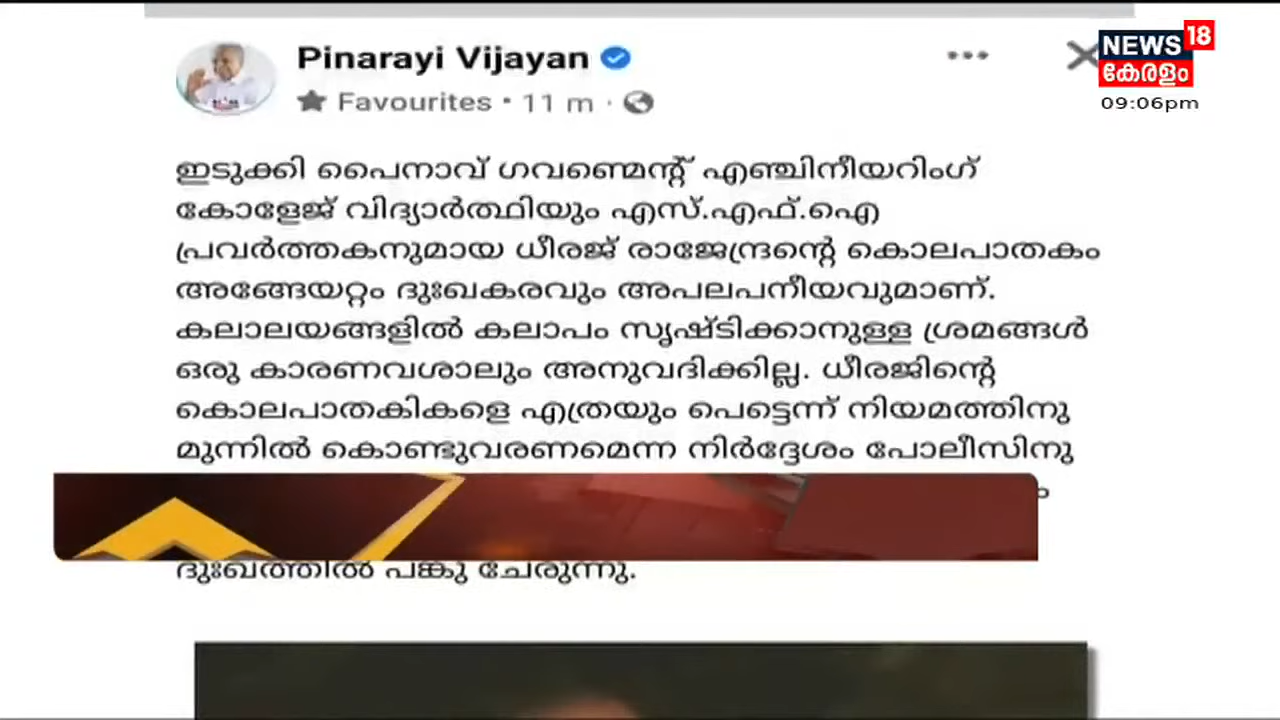 Pinarayi Vijayan
Favourites · 11 m ·
NEWS 18
കേരളം
09:06pm
ഇടുക്കി പൈനാവ് ഗവണ്മെന്റ് എഞ്ചിനീയറിംഗ്
കോളേജ് വിദ്യാർത്ഥിയും എസ്.എഫ്.ഐ
പ്രവർത്തകനുമായ ധീരജ് രാജേന്ദ്രന്റെ കൊലപാതകം
അങ്ങേയറ്റം ദുഃഖകരവും അപലപനീയവുമാണ്.
കലാലയങ്ങളിൽ കലാപം സൃഷ്ടിക്കാനുള്ള ശ്രമങ്ങൾ
ഒരു കാരണവശാലും അനുവദിക്കില്ല. ധീരജിന്റെ
കൊലപാതകികളെ എത്രയും പെട്ടെന്ന് നിയമത്തിനു
മുന്നിൽ കൊണ്ടുവരണമെന്ന നിർദ്ദേശം പോലീസിനു
ദുഃഖത്തിൽ പങ്കു ചേരുന്നു.